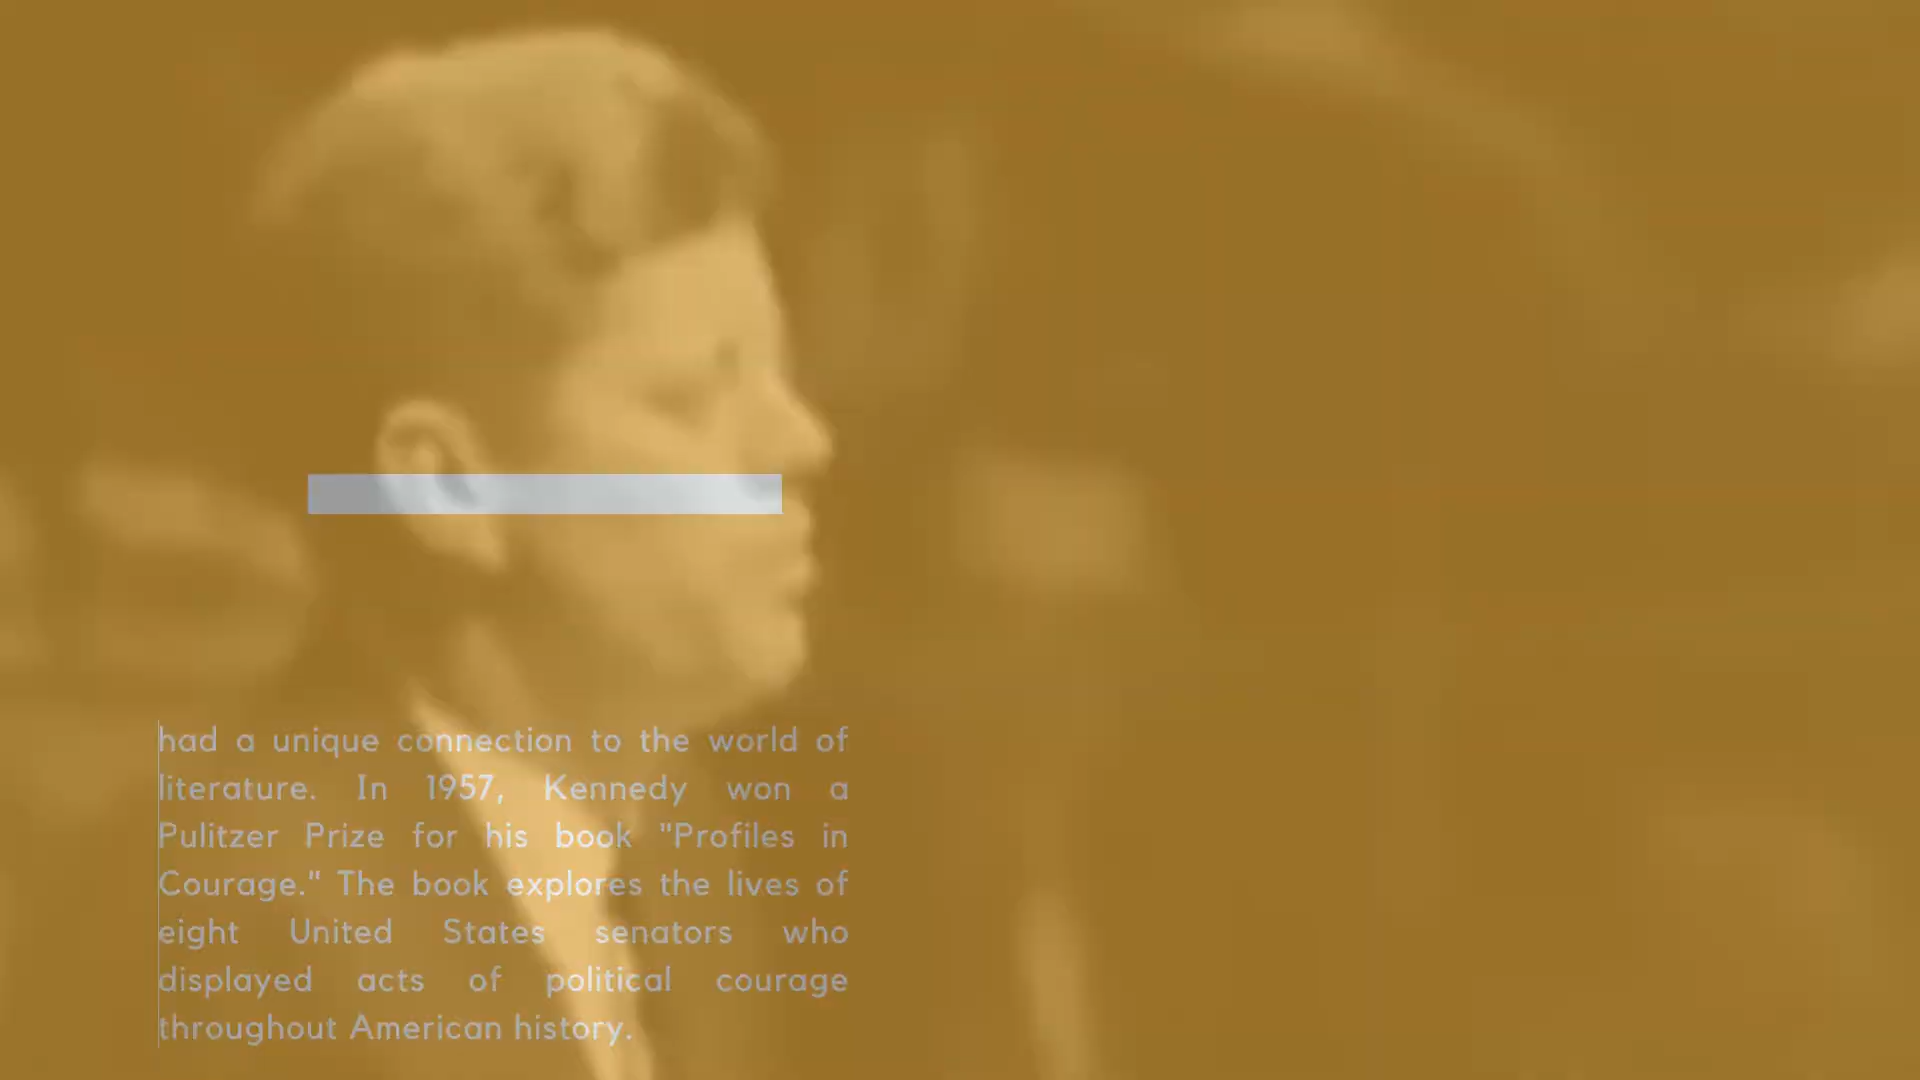 had a unique connection to the world of
literature. In 1957, Kennedy won a
Pulitzer Prize for his book "Profiles in
Courage." The book explores the lives of
eight United States senators who
displayed acts of political courage
throughout American history.